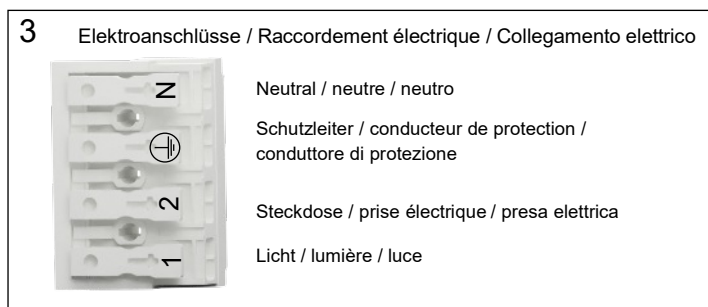 3
Elektroanschlüsse / Raccordement électrique / Collegamento elettrico
N
Neutral / neutre / neutro
Schutzleiter / conducteur de protection /
conduttore di protezione
2
Steckdose / prise électrique / presa elettrica
1
Licht / lumière / luce